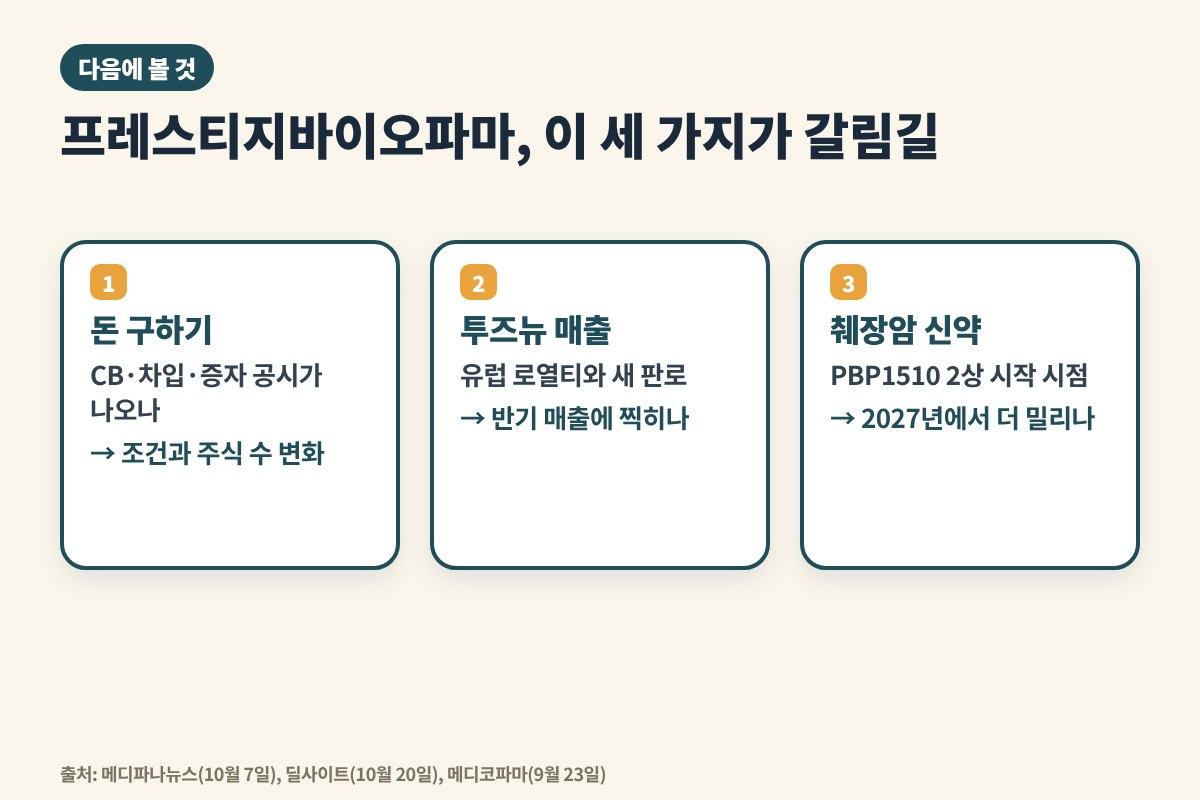 다음에 볼 것
프레스티지바이오파마, 이 세 가지가 갈림길
1
돈 구하기
CB·차입·증자 공시가
나오나
→ 조건과 주식 수 변화
2
투즈뉴 매출
유럽 로열티와 새 판로
→ 반기 매출에 찍히나
3
췌장암 신약
PBP1510 2상 시작 시점
→ 2027년에서 더 밀리나
출처: 메디파나뉴스(10월 7일), 딜사이트(10월 20일), 메디코파마(9월 23일)